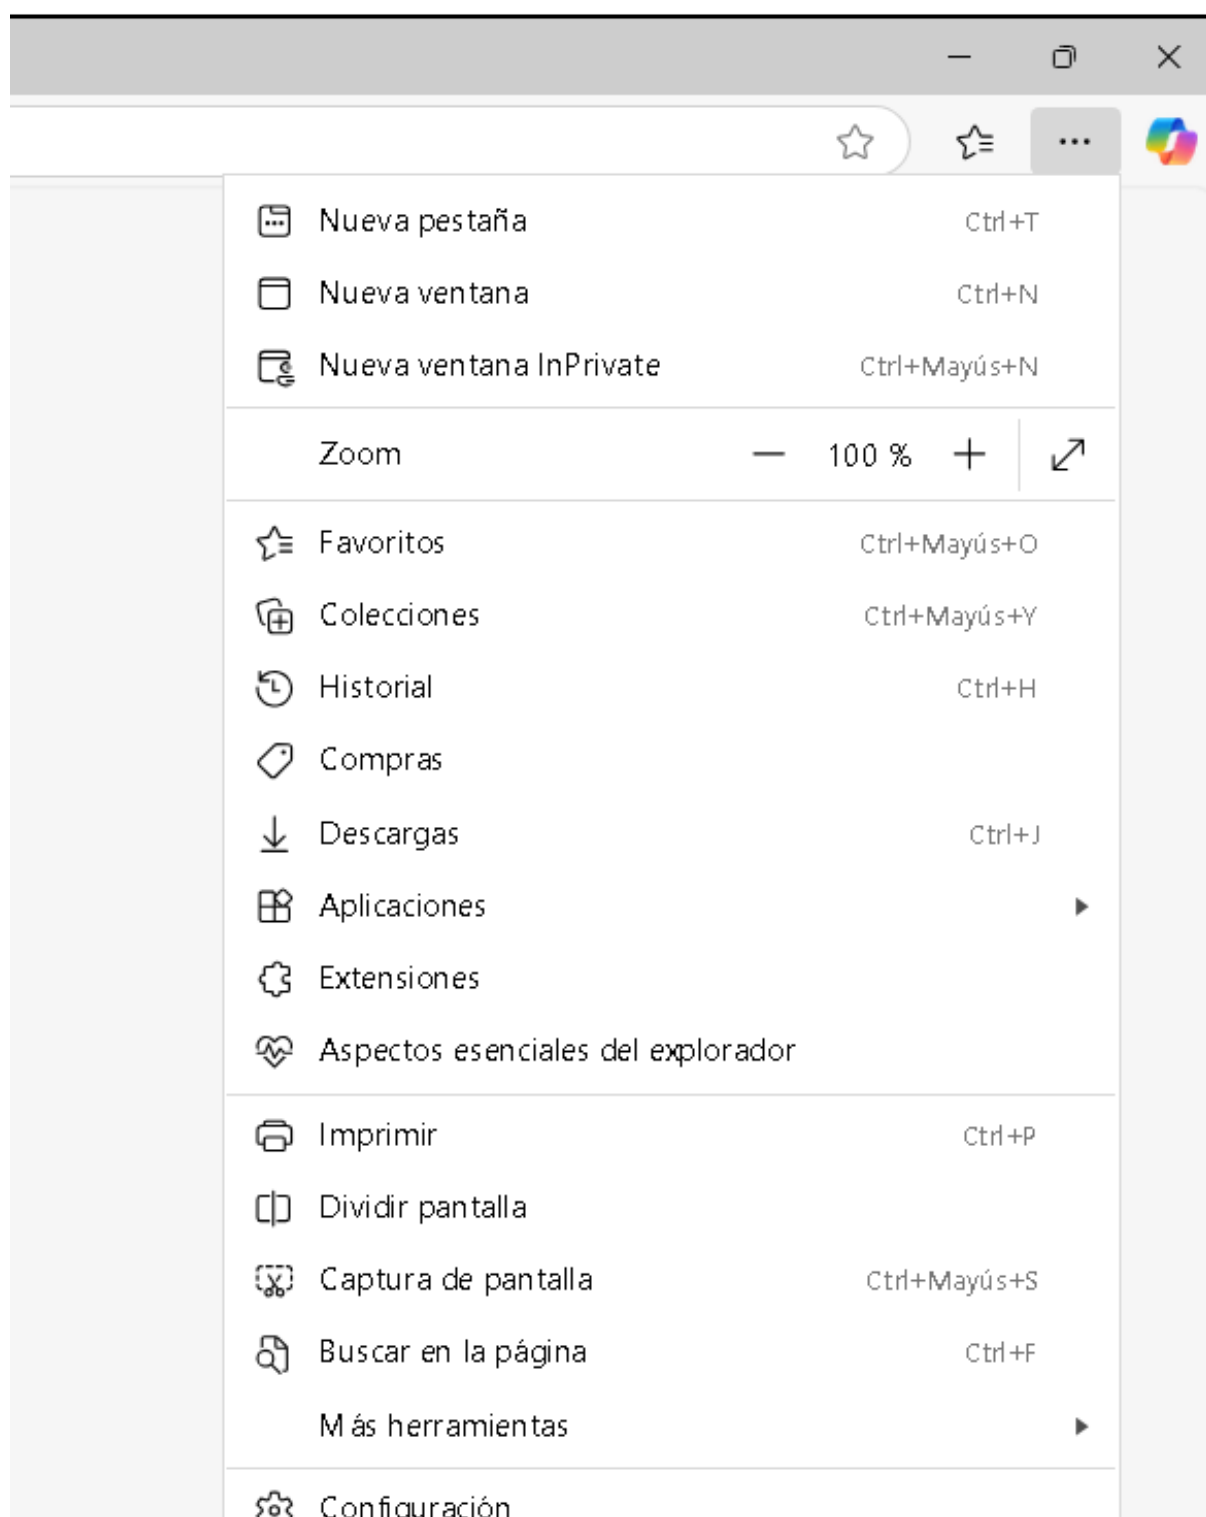 Nueva pestaña Ctrl+T
Nueva ventana Ctrl+N
Nueva ventana InPrivate Ctrl+Mayús+N
Zoom — 100 % +
Favoritos Ctrl+Mayús+O
Colecciones Ctrl+Mayús+Y
Historial Ctrl+H
Compras
Descargas Ctrl+J
Aplicaciones
Extensiones
Aspectos esenciales del explorador
Imprimir Ctrl+P
Dividir pantalla
Captura de pantalla Ctrl+Mayús+S
Buscar en la página Ctrl+F
Más herramientas
Configuración